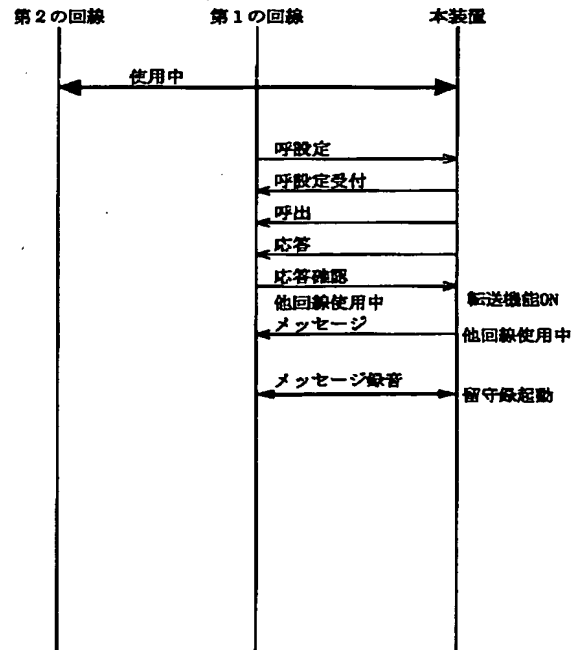 第2の回線
第1の回線
本装置
使用中
呼設定
呼設定受付
呼出
応答
応答確認
転送機能ON
他回線使用中
メッセージ
他回線使用中
メッセージ録音
留守録起動